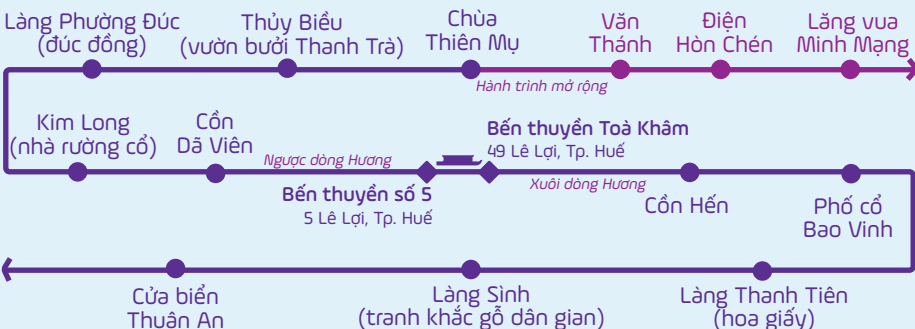 Làng Phường Đúc
(đúc đồng)
Thủy Biều
(vườn bưởi Thanh Trà)
Chùa
Thiên Mụ
Văn
Thánh
Điện
Hòn Chén
Lăng vua
Minh Mạng
Hành trình mở rộng
Kim Long
(nhà rường cổ)
Cồn
Dã Viên
Ngược dòng Hương
Bến thuyền số 5
5 Lê Lợi, Tp. Huế
Bến thuyền Toà Khâm
49 Lê Lợi, Tp. Huế
Xuôi dòng Hương
Cồn Hến
Phố cổ
Bao Vinh
Cửa biển
Thuận An
Làng Sình
(tranh khắc gỗ dân gian)
Làng Thanh Tiên
(hoa giấy)